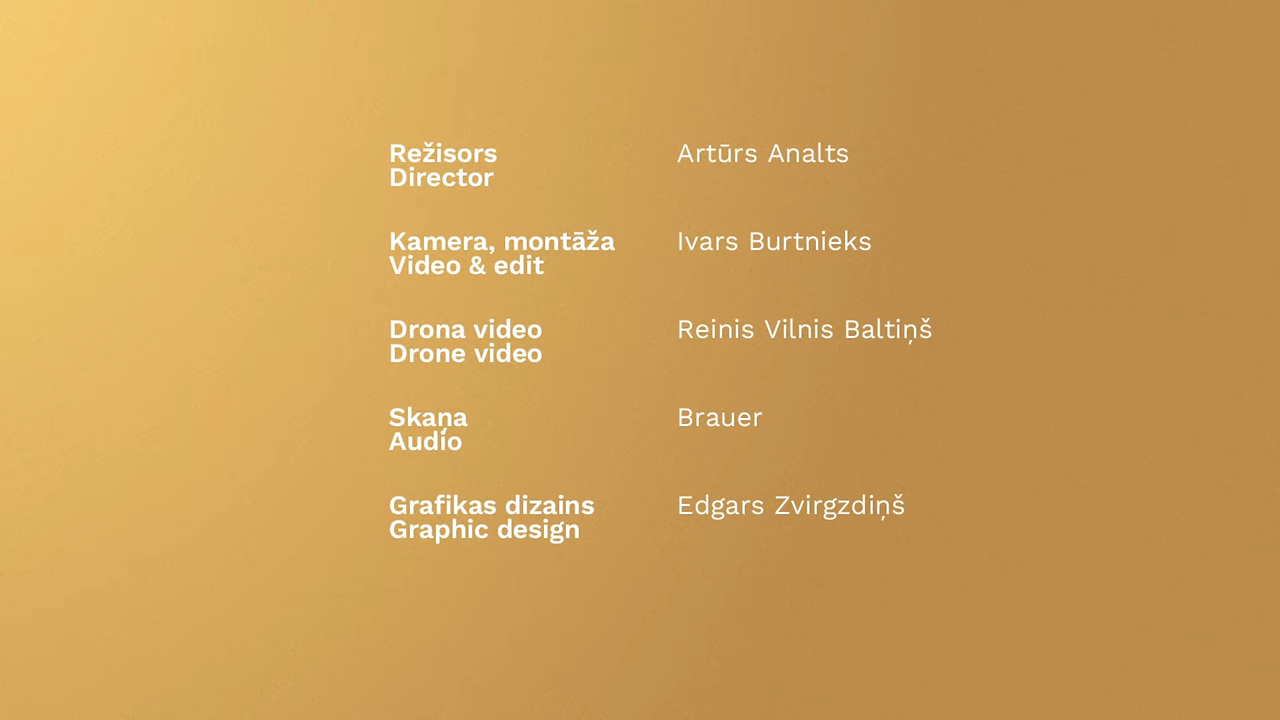 Režisors
Director
Artūrs Analts
Kamera, montāža
Video & edit
Ivars Burtnieks
Drona video
Drone video
Reinis Vilnis Baltiņš
Skaņa
Audio
Brauer
Grafikas dizains
Graphic design
Edgars Zvirgzdiņš